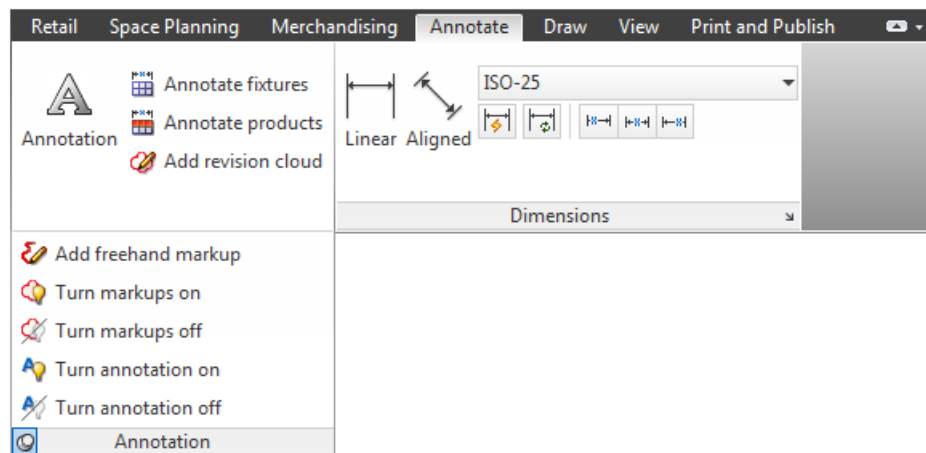 Retail Space Planning Merchandising Annotate Draw View Print and Publish
Annotation
Annotate fixtures
Annotate products
Add revision cloud
Linear Aligned
ISO-25
Dimensions
Add freehand markup
Turn markups on
Turn markups off
Turn annotation on
Turn annotation off
Annotation